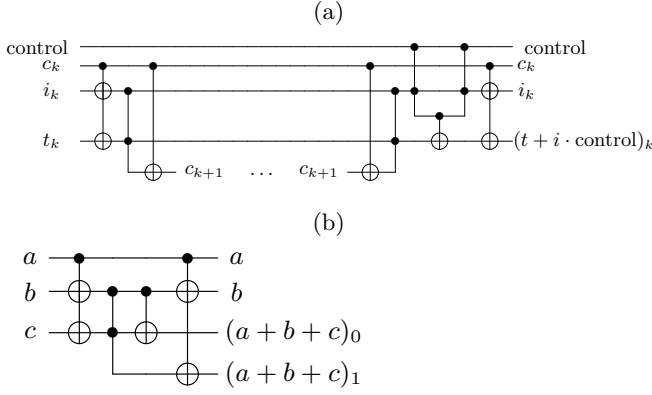 (a)
control control
c_k c_k
i_k i_k
t_k (t + i · control)_k
c_{k+1} ... c_{k+1}
(b)
a a
b b
c (a + b + c)_0
(a + b + c)_1